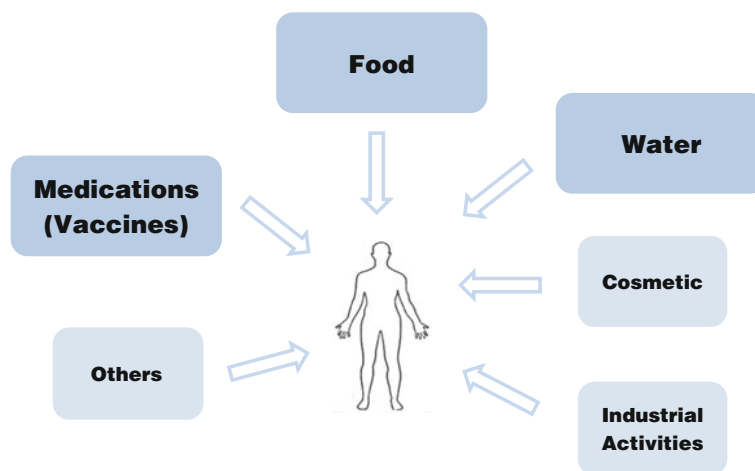 Food
Water
Medications
(Vaccines)
Cosmetic
Others
Industrial
Activities